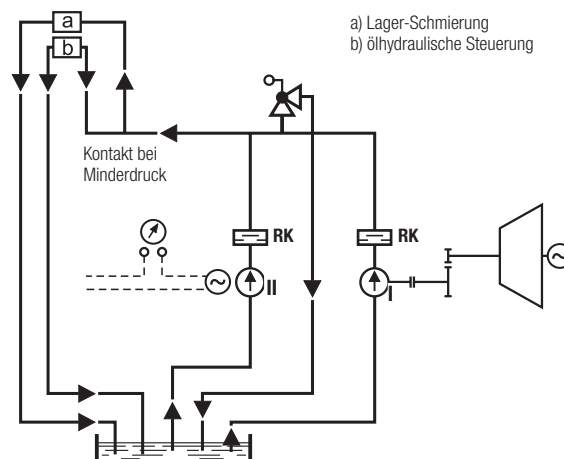 a
b
a) Lager-Schmierung
b) ölhydraulische Steuerung
Kontakt bei
Minderdruck
RK
RK
II
I